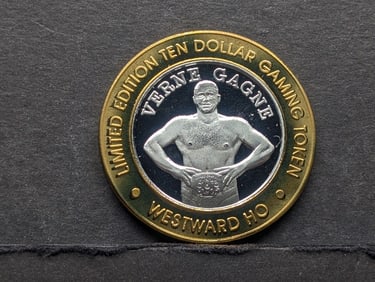 LIMITED EDITION TEN DOLLAR GAMING TOKEN
VERNE GAGNE
WESTWARD HO